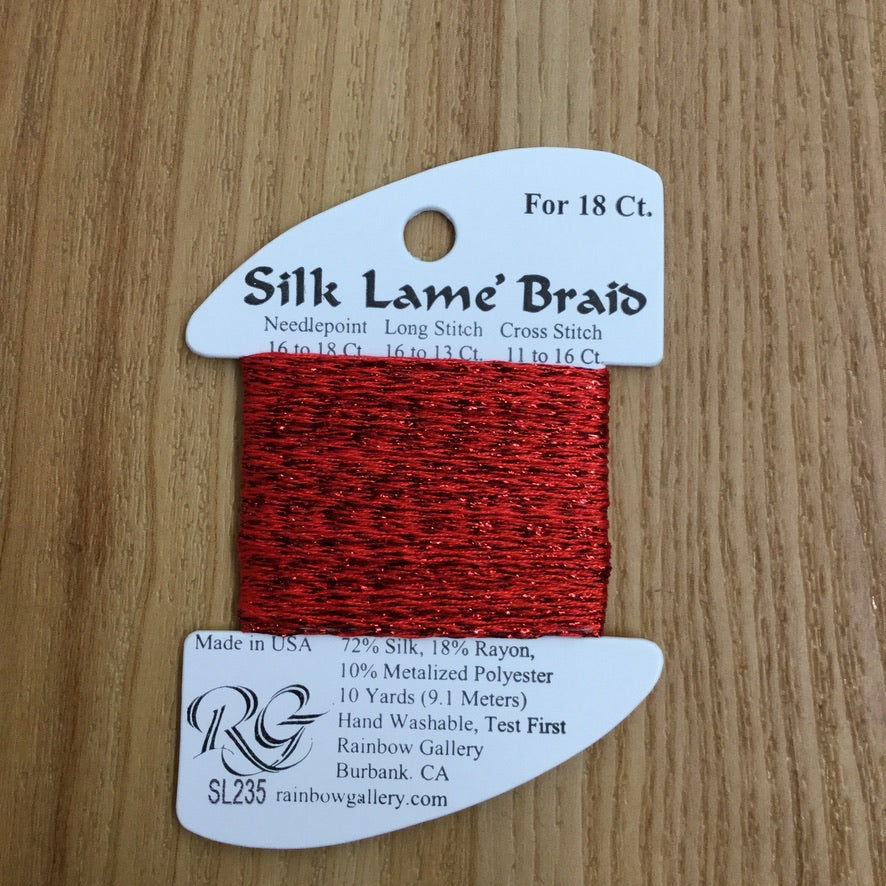 For 18 Ct.
Silk Lame' Braid
Needlepoint Long Stitch Cross Stitch
16 to 18 Ct. 16 to 13 Ct. 11 to 16 Ct.
Made in USA 72% Silk, 18% Rayon,
10% Metalized Polyester
10 Yards (9.1 Meters)
Hand Washable, Test First
RG
Rainbow Gallery
Burbank. CA
SL235 rainbowgallery.com